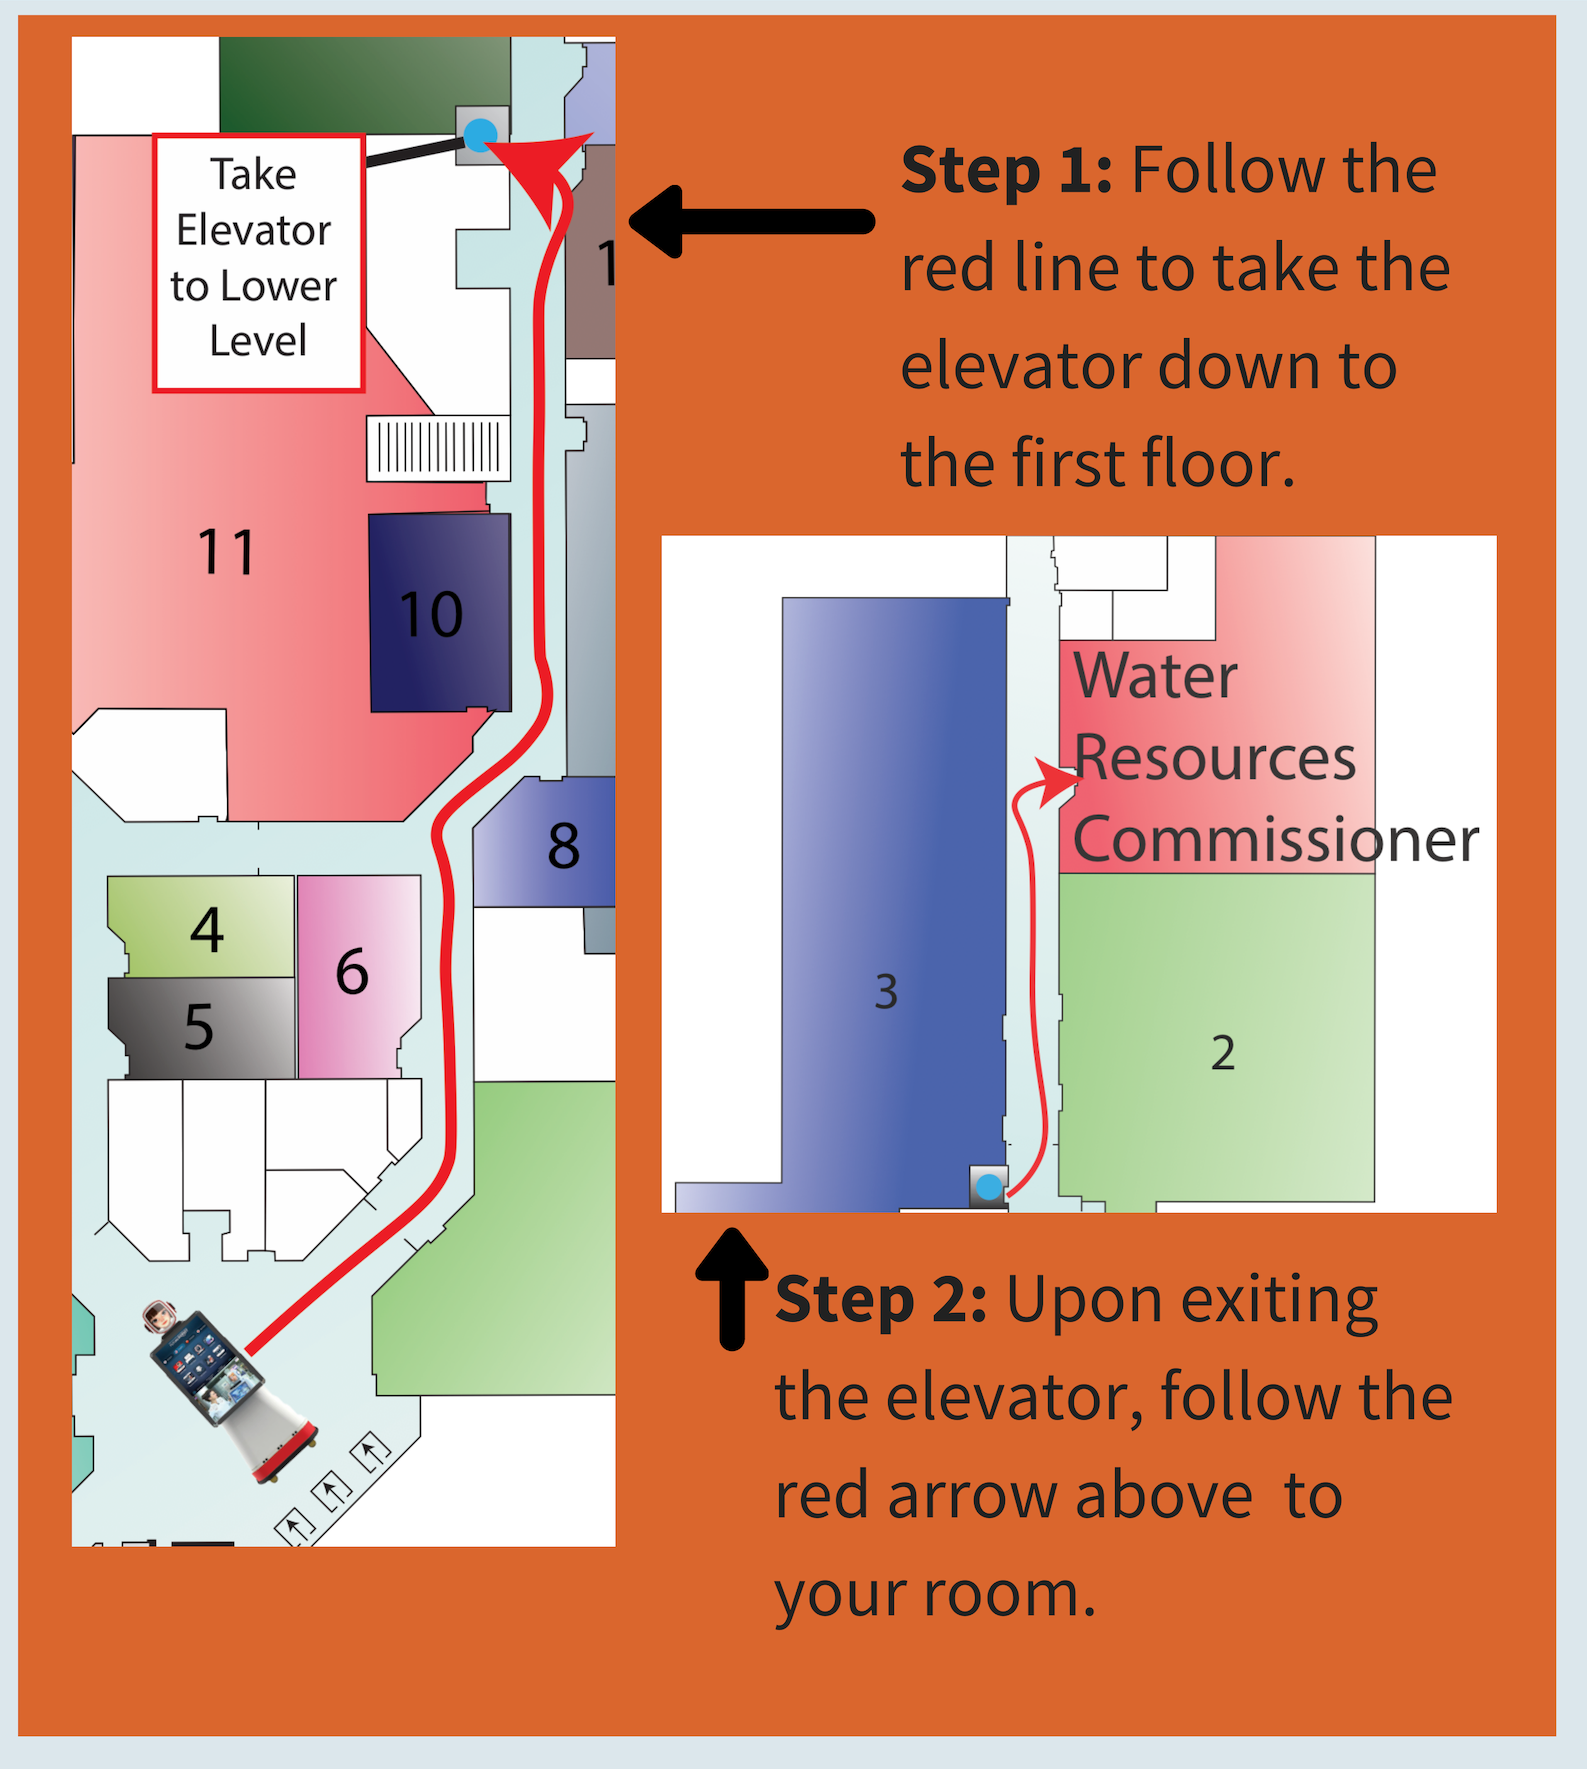 Take
Elevator
to Lower
Level
11
10
8
4
6
5
Step 1: Follow the
red line to take the
elevator down to
the first floor.
Water
Resources
Commissioner
3
2
Step 2: Upon exiting
the elevator, follow the
red arrow above to
your room.